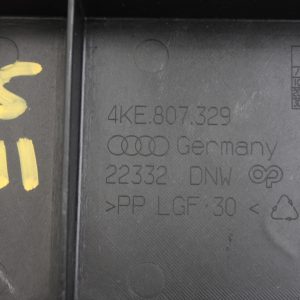 4KE.807.329
Germany
22332 DNW
>PP LGF 30<